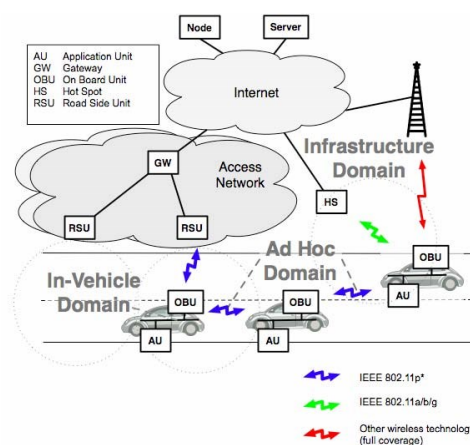 Node
Server
AU Application Unit
GW Gateway
OBU On Board Unit
HS Hot Spot
RSU Road Side Unit
Internet
Infrastructure
Domain
GW
Access
Network
HS
RSU
RSU
Ad Hoc
Domain
OBU
In-Vehicle
Domain
AU
OBU
OBU
AU
AU
IEEE 802.11p*
IEEE 802.11a/b/g
Other wireless technolog
(full coverage)